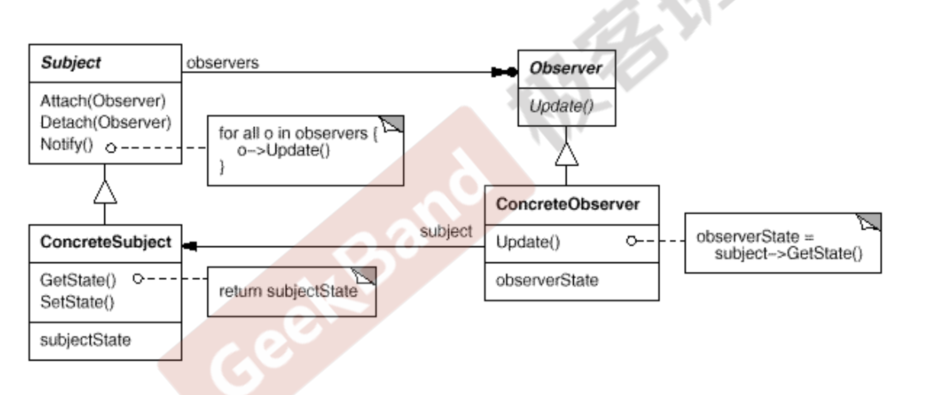 Subject
Attach(Observer)
Detach(Observer)
Notify()
observers
for all o in observers {
o->Update()
}
Observer
Update()
ConcreteSubject
GetState()
SetState()
subjectState
return subjectState
subject
ConcreteObserver
Update()
observerState
observerState =
subject->GetState()
GeekBand
极客班